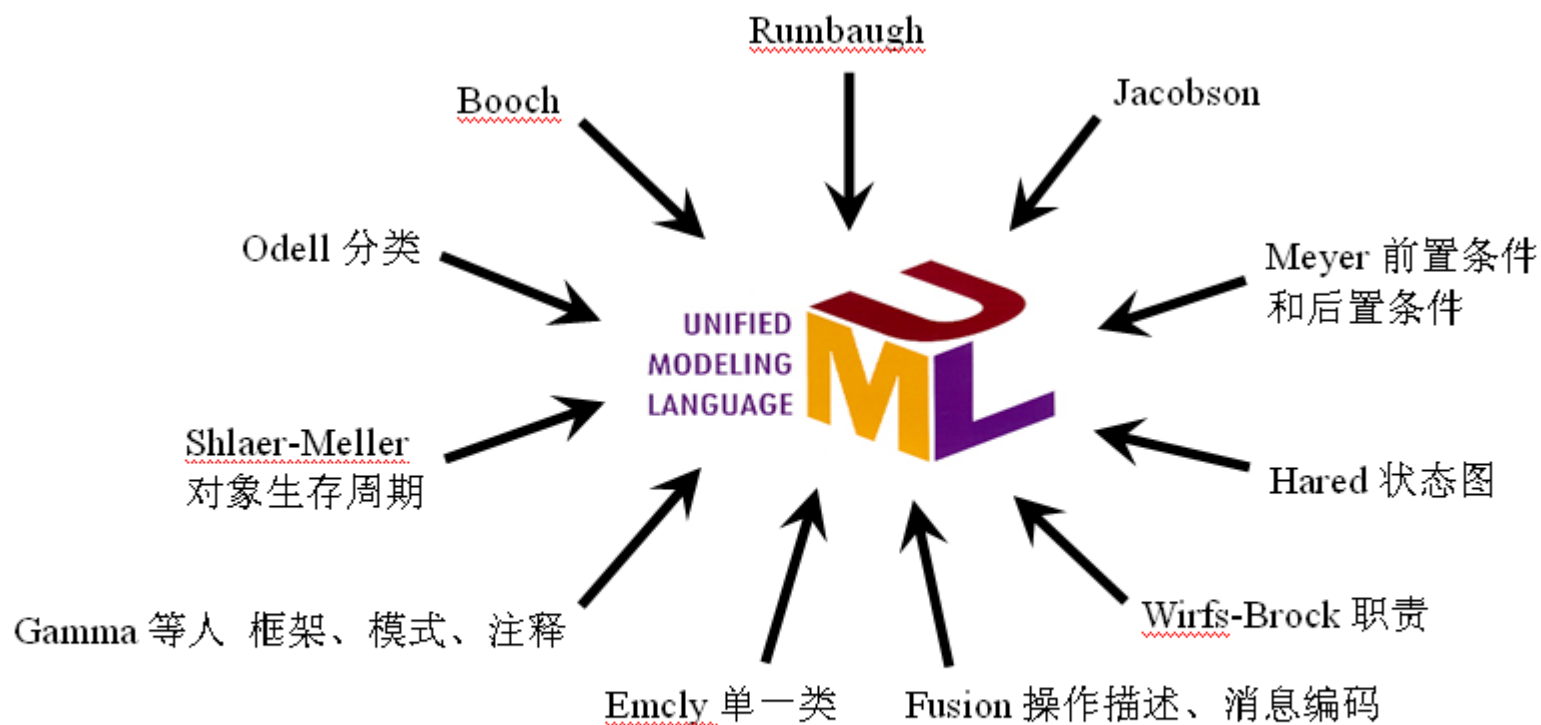 Rumbaugh
Booch
Jacobson
Odell 分类
Meyer 前置条件
和后置条件
UNIFIED
MODELING
LANGUAGE
UML
Shlaer-Meller
对象生存周期
Hared 状态图
Gamma 等人 框架、模式、注释
Wirfs-Brock 职责
Emcly 单一类
Fusion 操作描述、消息编码